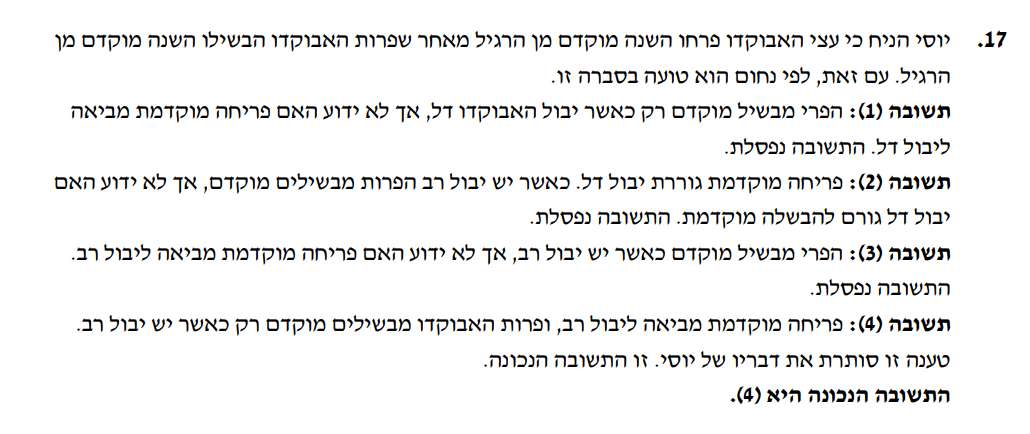 17. יוסי הניח כי עצי האבוקדו פרחו השנה מוקדם מן הרגיל מאחר שפרות האבוקדו הבשילו השנה מוקדם מן
הרגיל. עם זאת, לפי נחום הוא טועה בסברה זו.
תשובה (1): הפרי מבשיל מוקדם רק כאשר יבול האבוקדו דל, אך לא ידוע האם פריחה מוקדמת מביאה
ליבול דל. התשובה נפסלת.
תשובה (2): פריחה מוקדמת גוררת יבול דל. כאשר יש יבול רב הפרות מבשילים מוקדם, אך לא ידוע האם
יבול דל גורם להבשלה מוקדמת. התשובה נפסלת.
תשובה (3): הפרי מבשיל מוקדם כאשר יש יבול רב, אך לא ידוע האם פריחה מוקדמת מביאה ליבול רב.
התשובה נפסלת.
תשובה (4): פריחה מוקדמת מביאה ליבול רב, ופרות האבוקדו מבשילים מוקדם רק כאשר יש יבול רב.
טענה זו סותרת את דבריו של יוסי. זו התשובה הנכונה.
התשובה הנכונה היא (4).